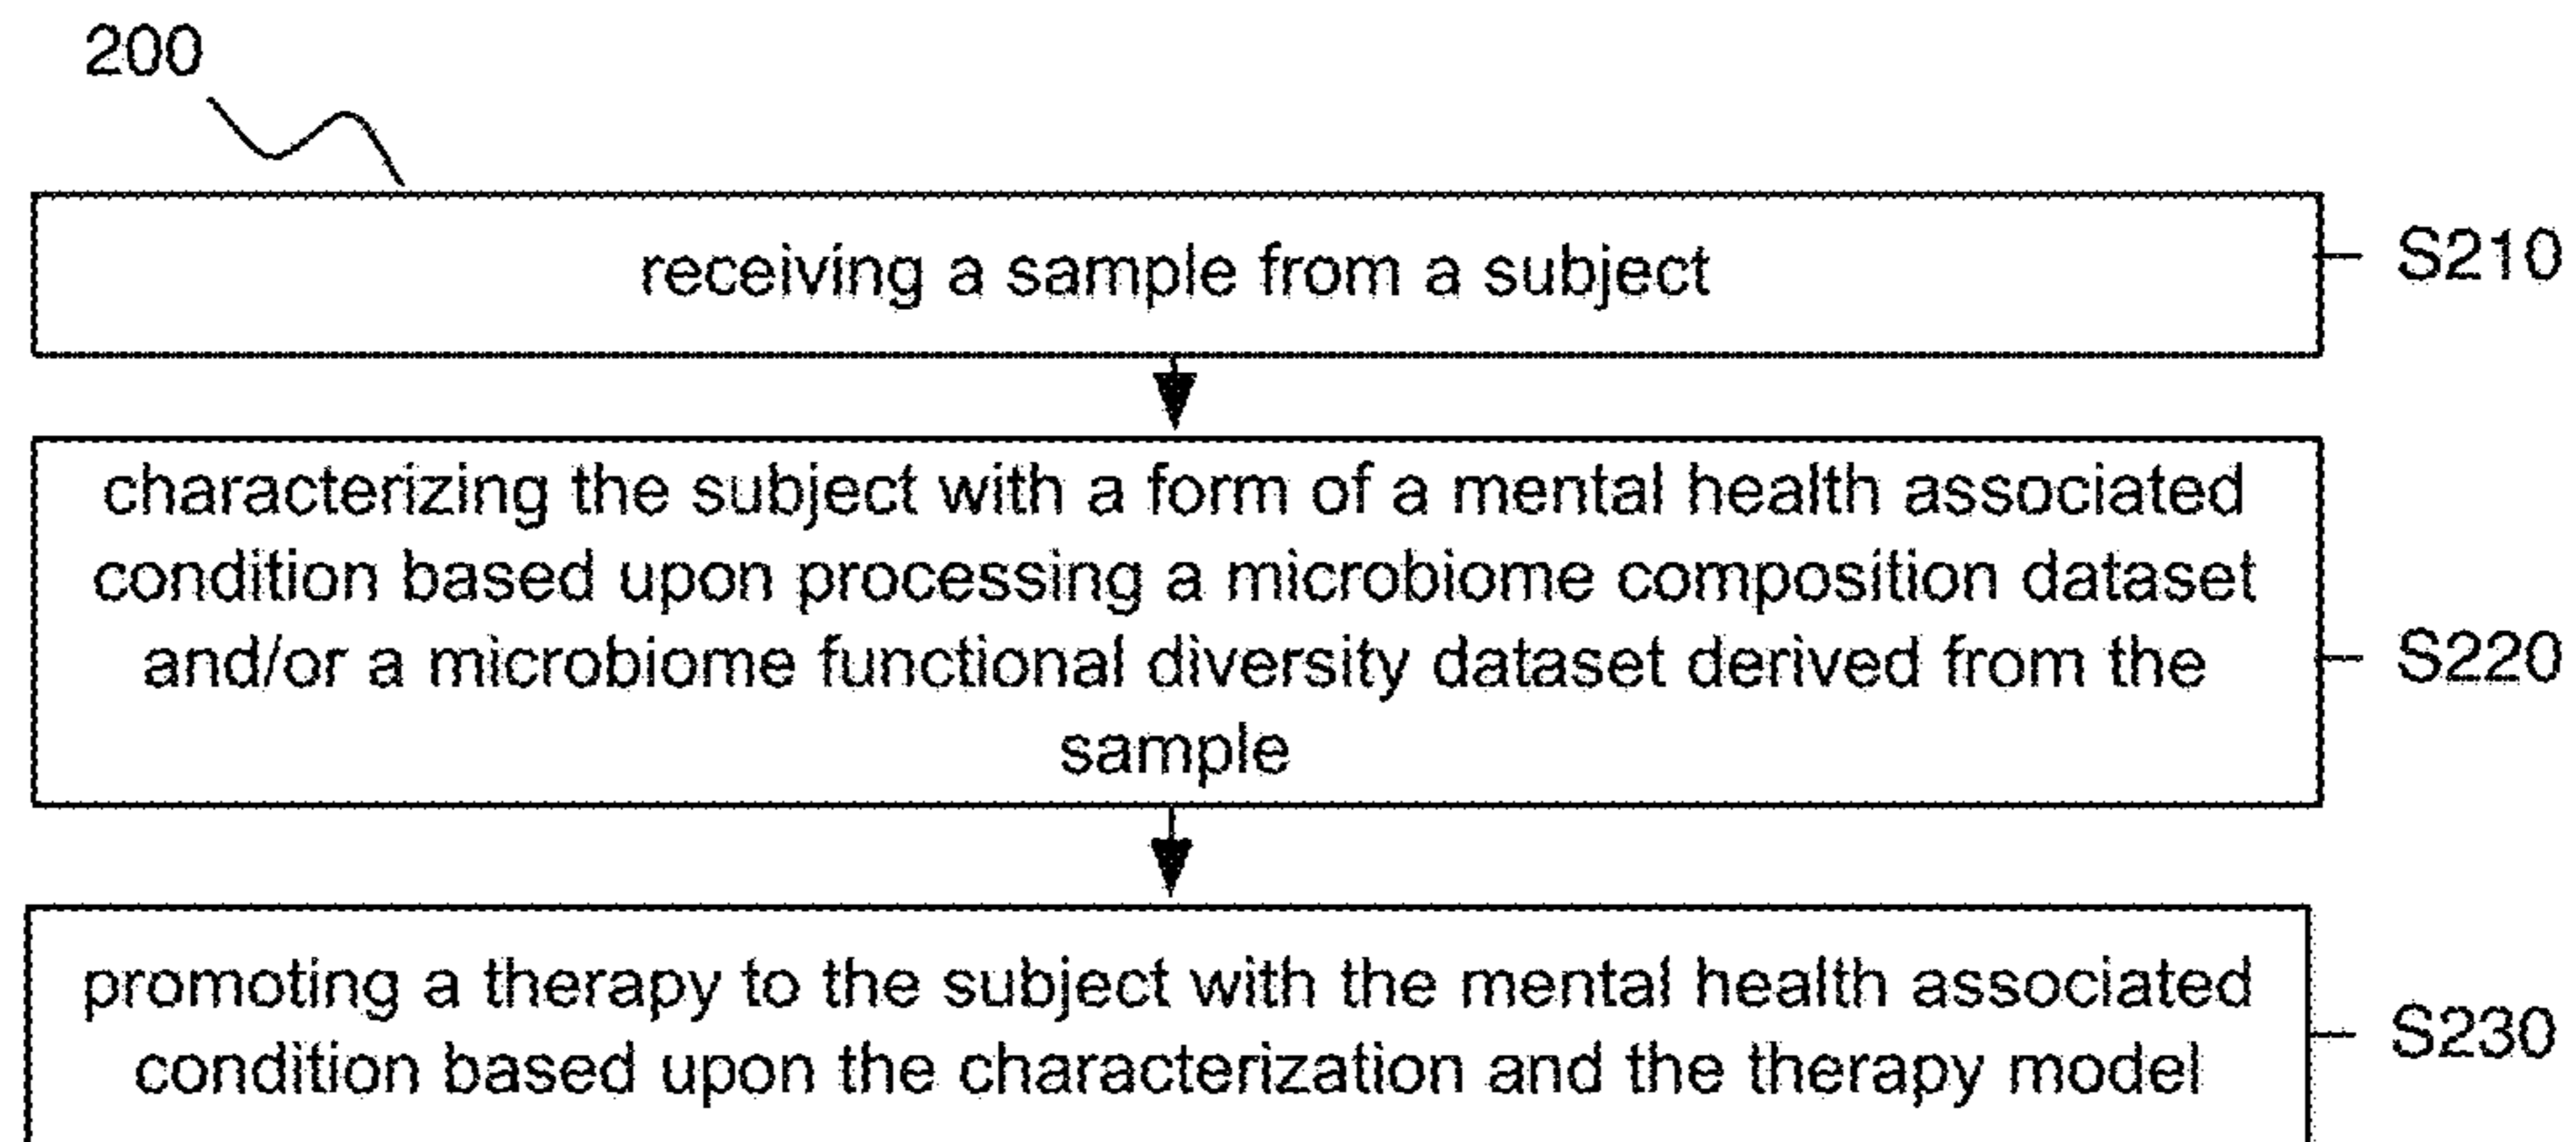 200
receiving a sample from a subject
S210
characterizing the subject with a form of a mental health associated
condition based upon processing a microbiome composition dataset
and/or a microbiome functional diversity dataset derived from the
sample
S220
promoting a therapy to the subject with the mental health associated
condition based upon the characterization and the therapy model
S230